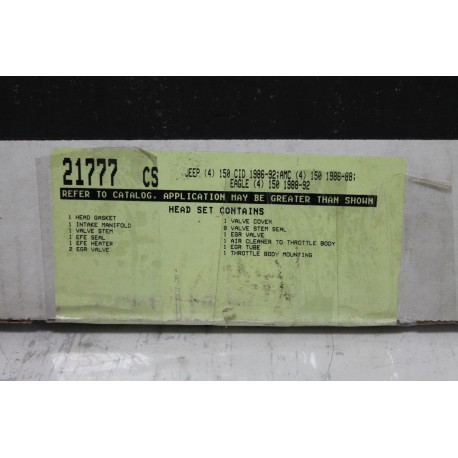 21777 CS
JEEP (4) 150 CID 1986-92;AMC (4) 150 1986-88;
EAGLE (4) 150 1988-92
REFER TO CATALOG. APPLICATION MAY BE GREATER THAN SHOWN
HEAD SET CONTAINS
1 HEAD GASKET
1 INTAKE MANIFOLD
1 VALVE STEM
1 EFE SEAL
1 EFE HEATER
2 EGR VALVE
1 VALVE COVER
8 VALVE STEM SEAL
1 EGR VALVE
1 AIR CLEANER TO THROTTLE BODY
1 EGR TUBE
1 THROTTLE BODY MOUNTING